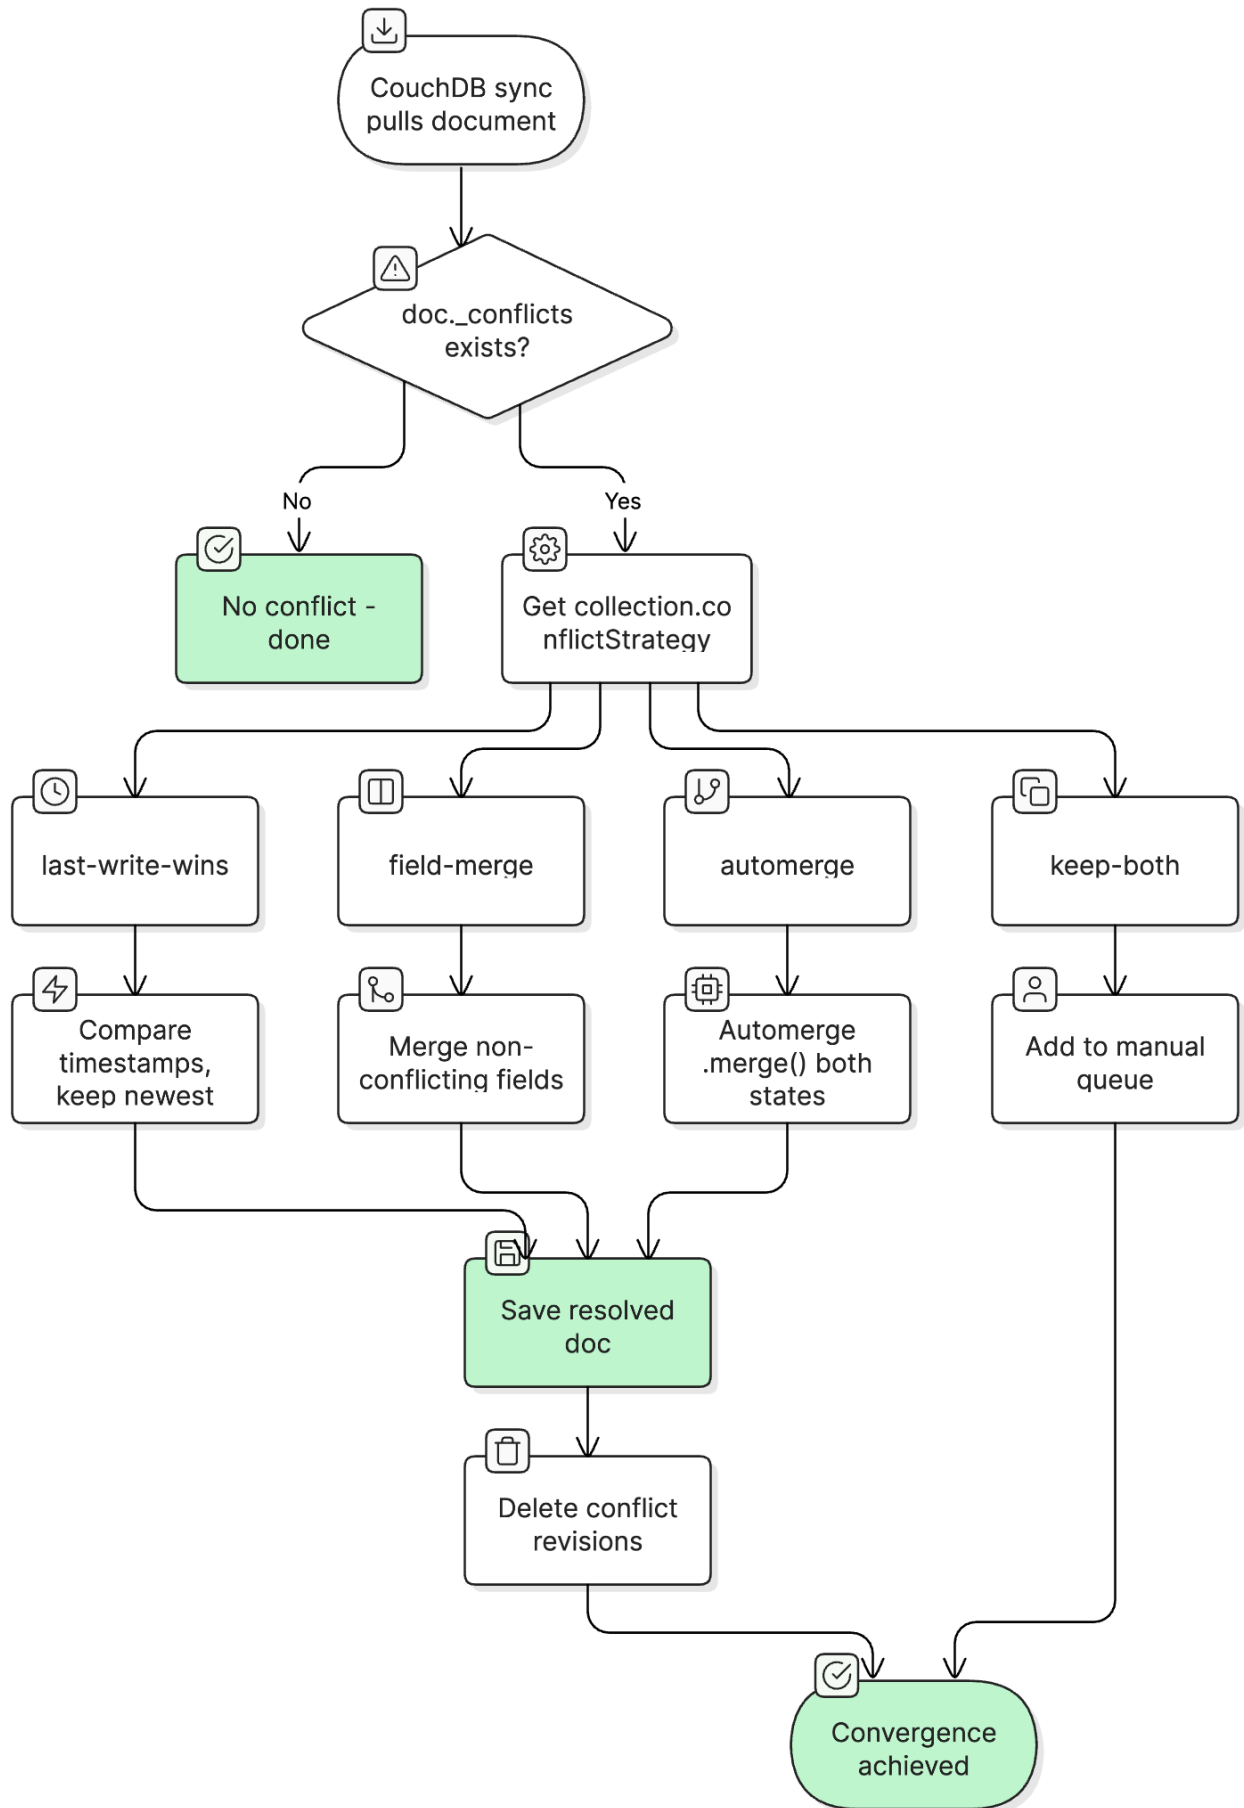 CouchDB sync
pulls document
doc._conflicts
exists?
No
Yes
No conflict -
done
Get collection.co
nflictStrategy
last-write-wins
field-merge
automerge
keep-both
Compare
timestamps,
keep newest
Merge non-
conflicting fields
Automerge
.merge() both
states
Add to manual
queue
Save resolved
doc
Delete conflict
revisions
Convergence
achieved